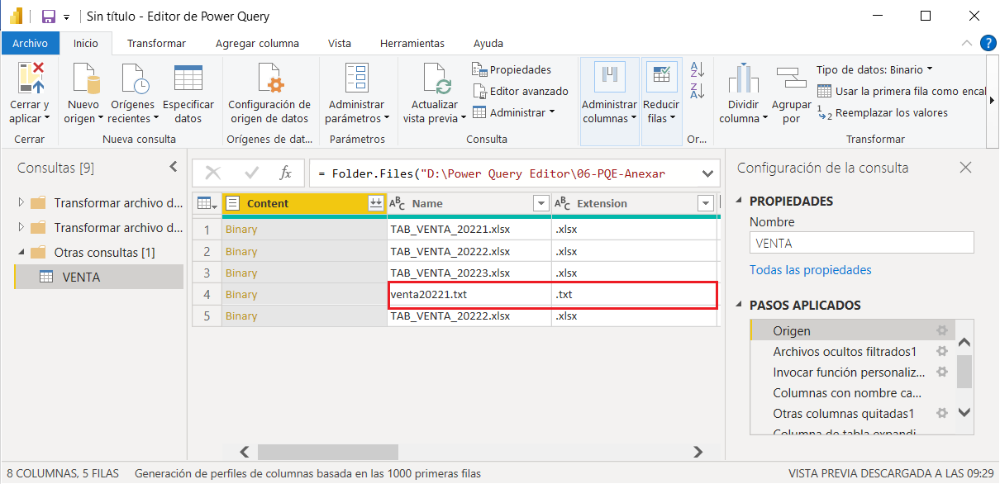 Sin título - Editor de Power Query
Archivo Inicio Transformar Agregar columna Vista Herramientas Ayuda
Cerrar y aplicar
Cerrar
Nuevo origen
Orígenes recientes
Especificar datos
Nueva consulta
Configuración de origen de datos
Orígenes de dat...
Administrar parámetros
Parámetros
Actualizar vista previa
Propiedades
Editor avanzado
Administrar
Consulta
Administrar columnas
Reducir filas
Or...
Dividir columna
Agrupar por
Tipo de datos: Binario
Usar la primera fila como encal
Reemplazar los valores
Transformar
Consultas [9]
Transformar archivo d...
Transformar archivo d...
Otras consultas [1]
VENTA
fx
= Folder.Files("D:\Power Query Editor\06-PQE-Anexar
Content Name Extension
1 Binary TAB_VENTA_20221.xlsx .xlsx
2 Binary TAB_VENTA_20222.xlsx .xlsx
3 Binary TAB_VENTA_20223.xlsx .xlsx
4 Binary venta20221.txt .txt
5 Binary TAB_VENTA_20222.xlsx .xlsx
Configuración de la consulta
PROPIEDADES
Nombre
VENTA
Todas las propiedades
PASOS APLICADOS
Origen
Archivos ocultos filtrados1
Invocar función personaliz...
Columnas con nombre ca...
Otras columnas quitadas1
Columna de tabla expandi...
8 COLUMNAS, 5 FILAS Generación de perfiles de columnas basada en las 1000 primeras filas VISTA PREVIA DESCARGADA A LAS 09:29